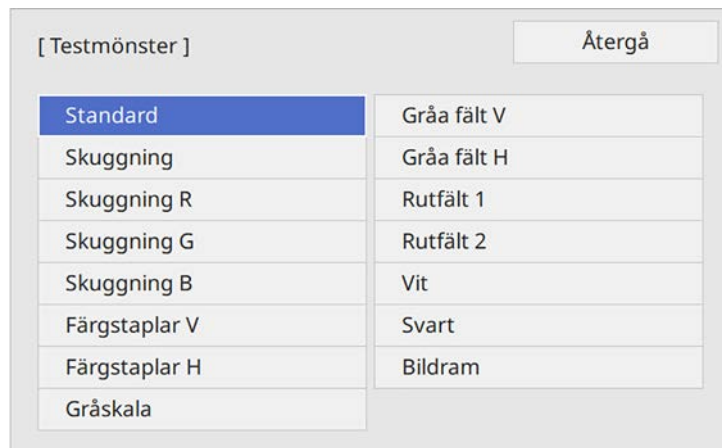 [ Testmönster ]
Återgå
Standard
Skuggning
Skuggning R
Skuggning G
Skuggning B
Färgstaplar V
Färgstaplar H
Gråskala
Gråa fält V
Gråa fält H
Rutfält 1
Rutfält 2
Vit
Svart
Bildram